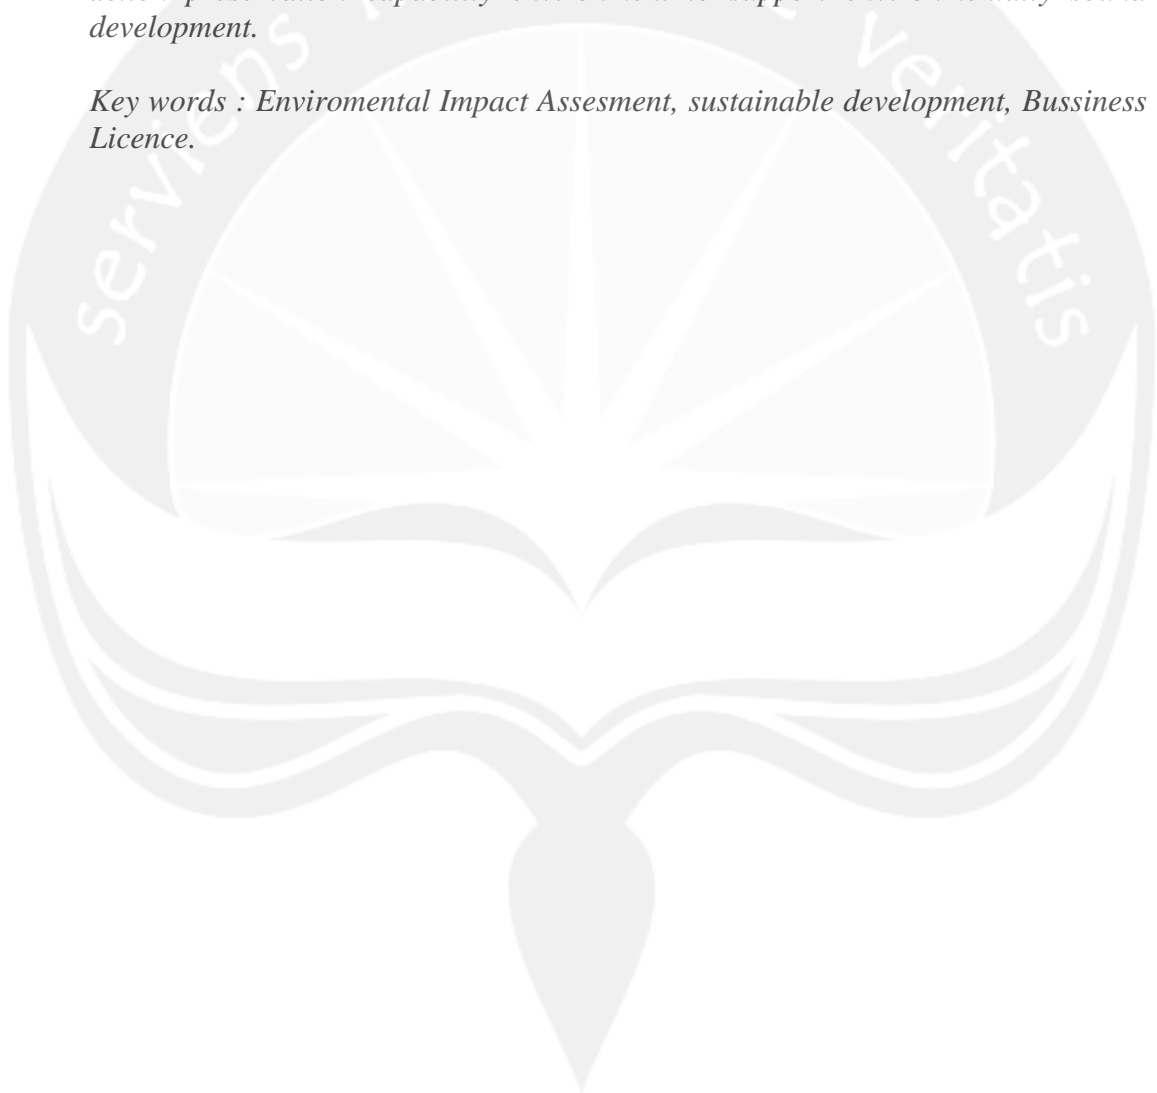 development.
Key words : Enviromental Impact Assesment, sustainable development, Bussiness
Licence.
serviens
veritatis